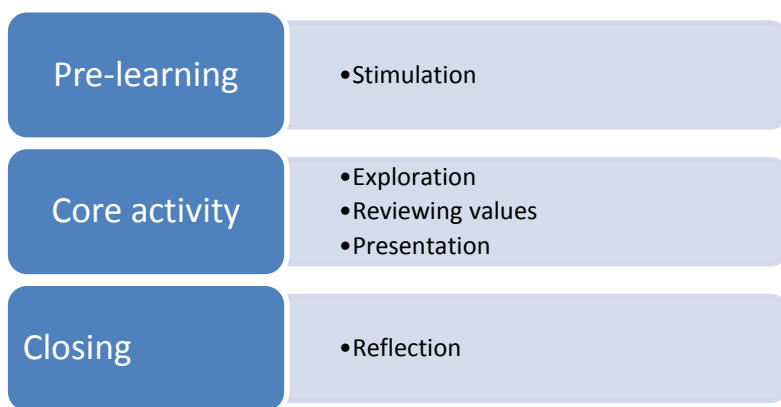 Pre-learning
•Stimulation
Core activity
•Exploration
•Reviewing values
•Presentation
Closing
•Reflection